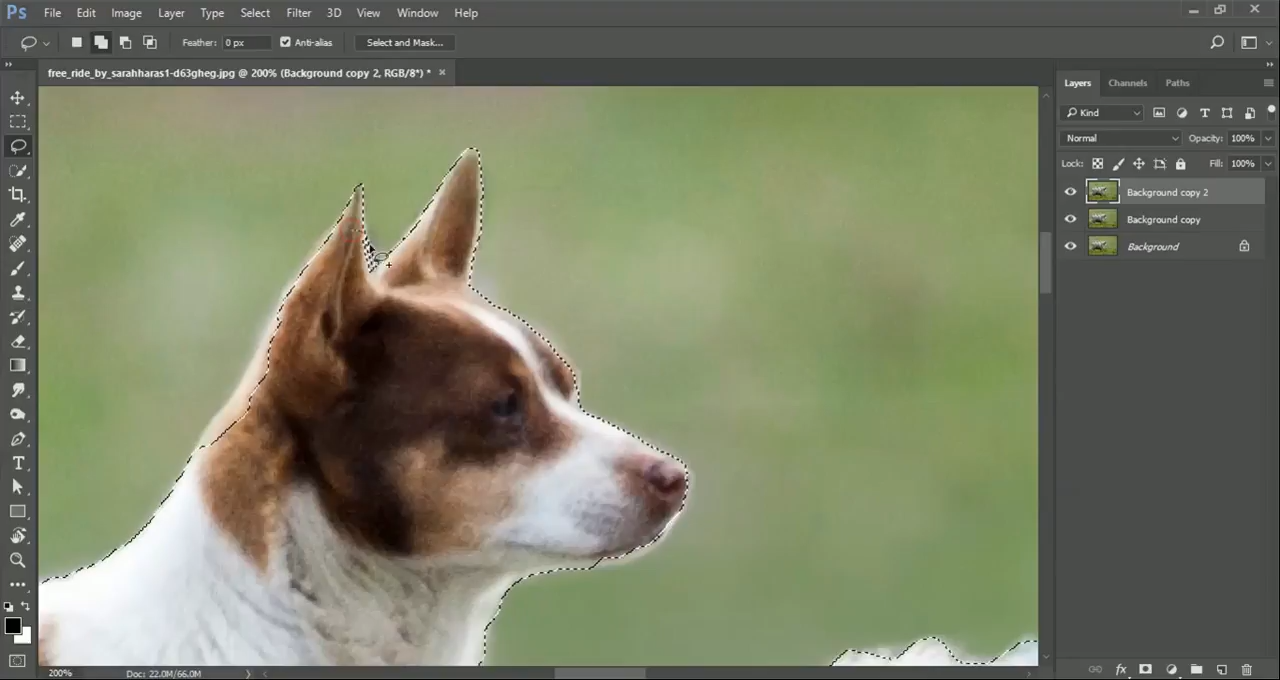 Ps File Edit Image Layer Type Select Filter 3D View Window Help
Feather: 0 px Anti-alias Select and Mask...
free_ride_by_sarahharas1-d63gheg.jpg @ 200% (Background copy 2, RGB/8*) * ×
Layers Channels Paths
Kind
Normal Opacity: 100%
Lock: Fill: 100%
Background copy 2
Background copy
Background
200% Doc: 22.0M/66.0M